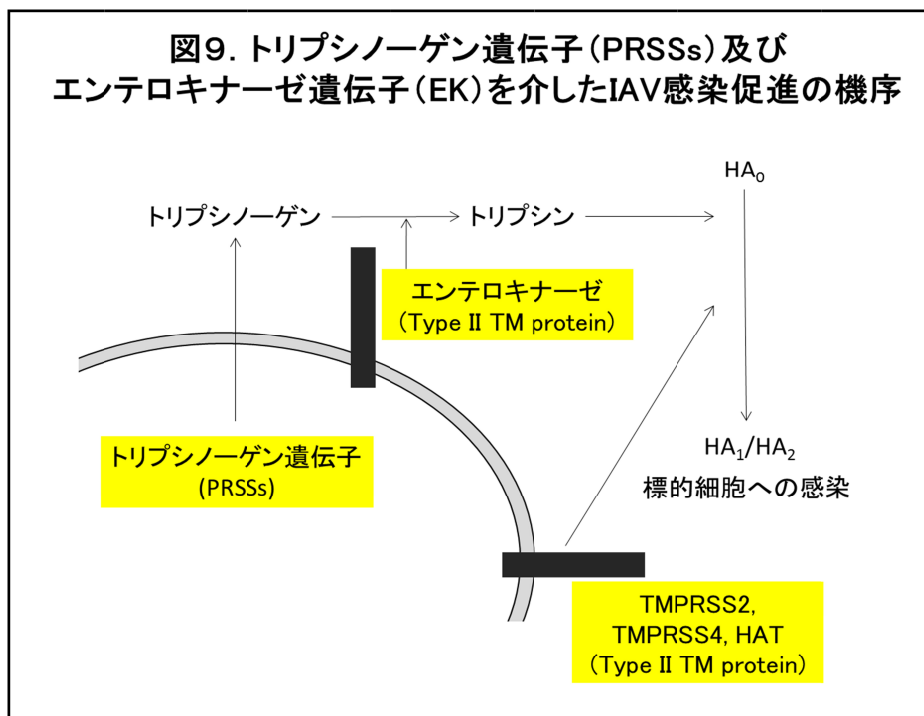 図９．トリプシノーゲン遺伝子（PRSSs）及び
エンテロキナーゼ遺伝子（EK）を介したIAV感染促進の機序
HA₀
トリプシノーゲン
トリプシン
エンテロキナーゼ
（Type II TM protein）
トリプシノーゲン遺伝子
(PRSSs)
HA₁/HA₂
標的細胞への感染
TMPRSS2,
TMPRSS4, HAT
（Type II TM protein）